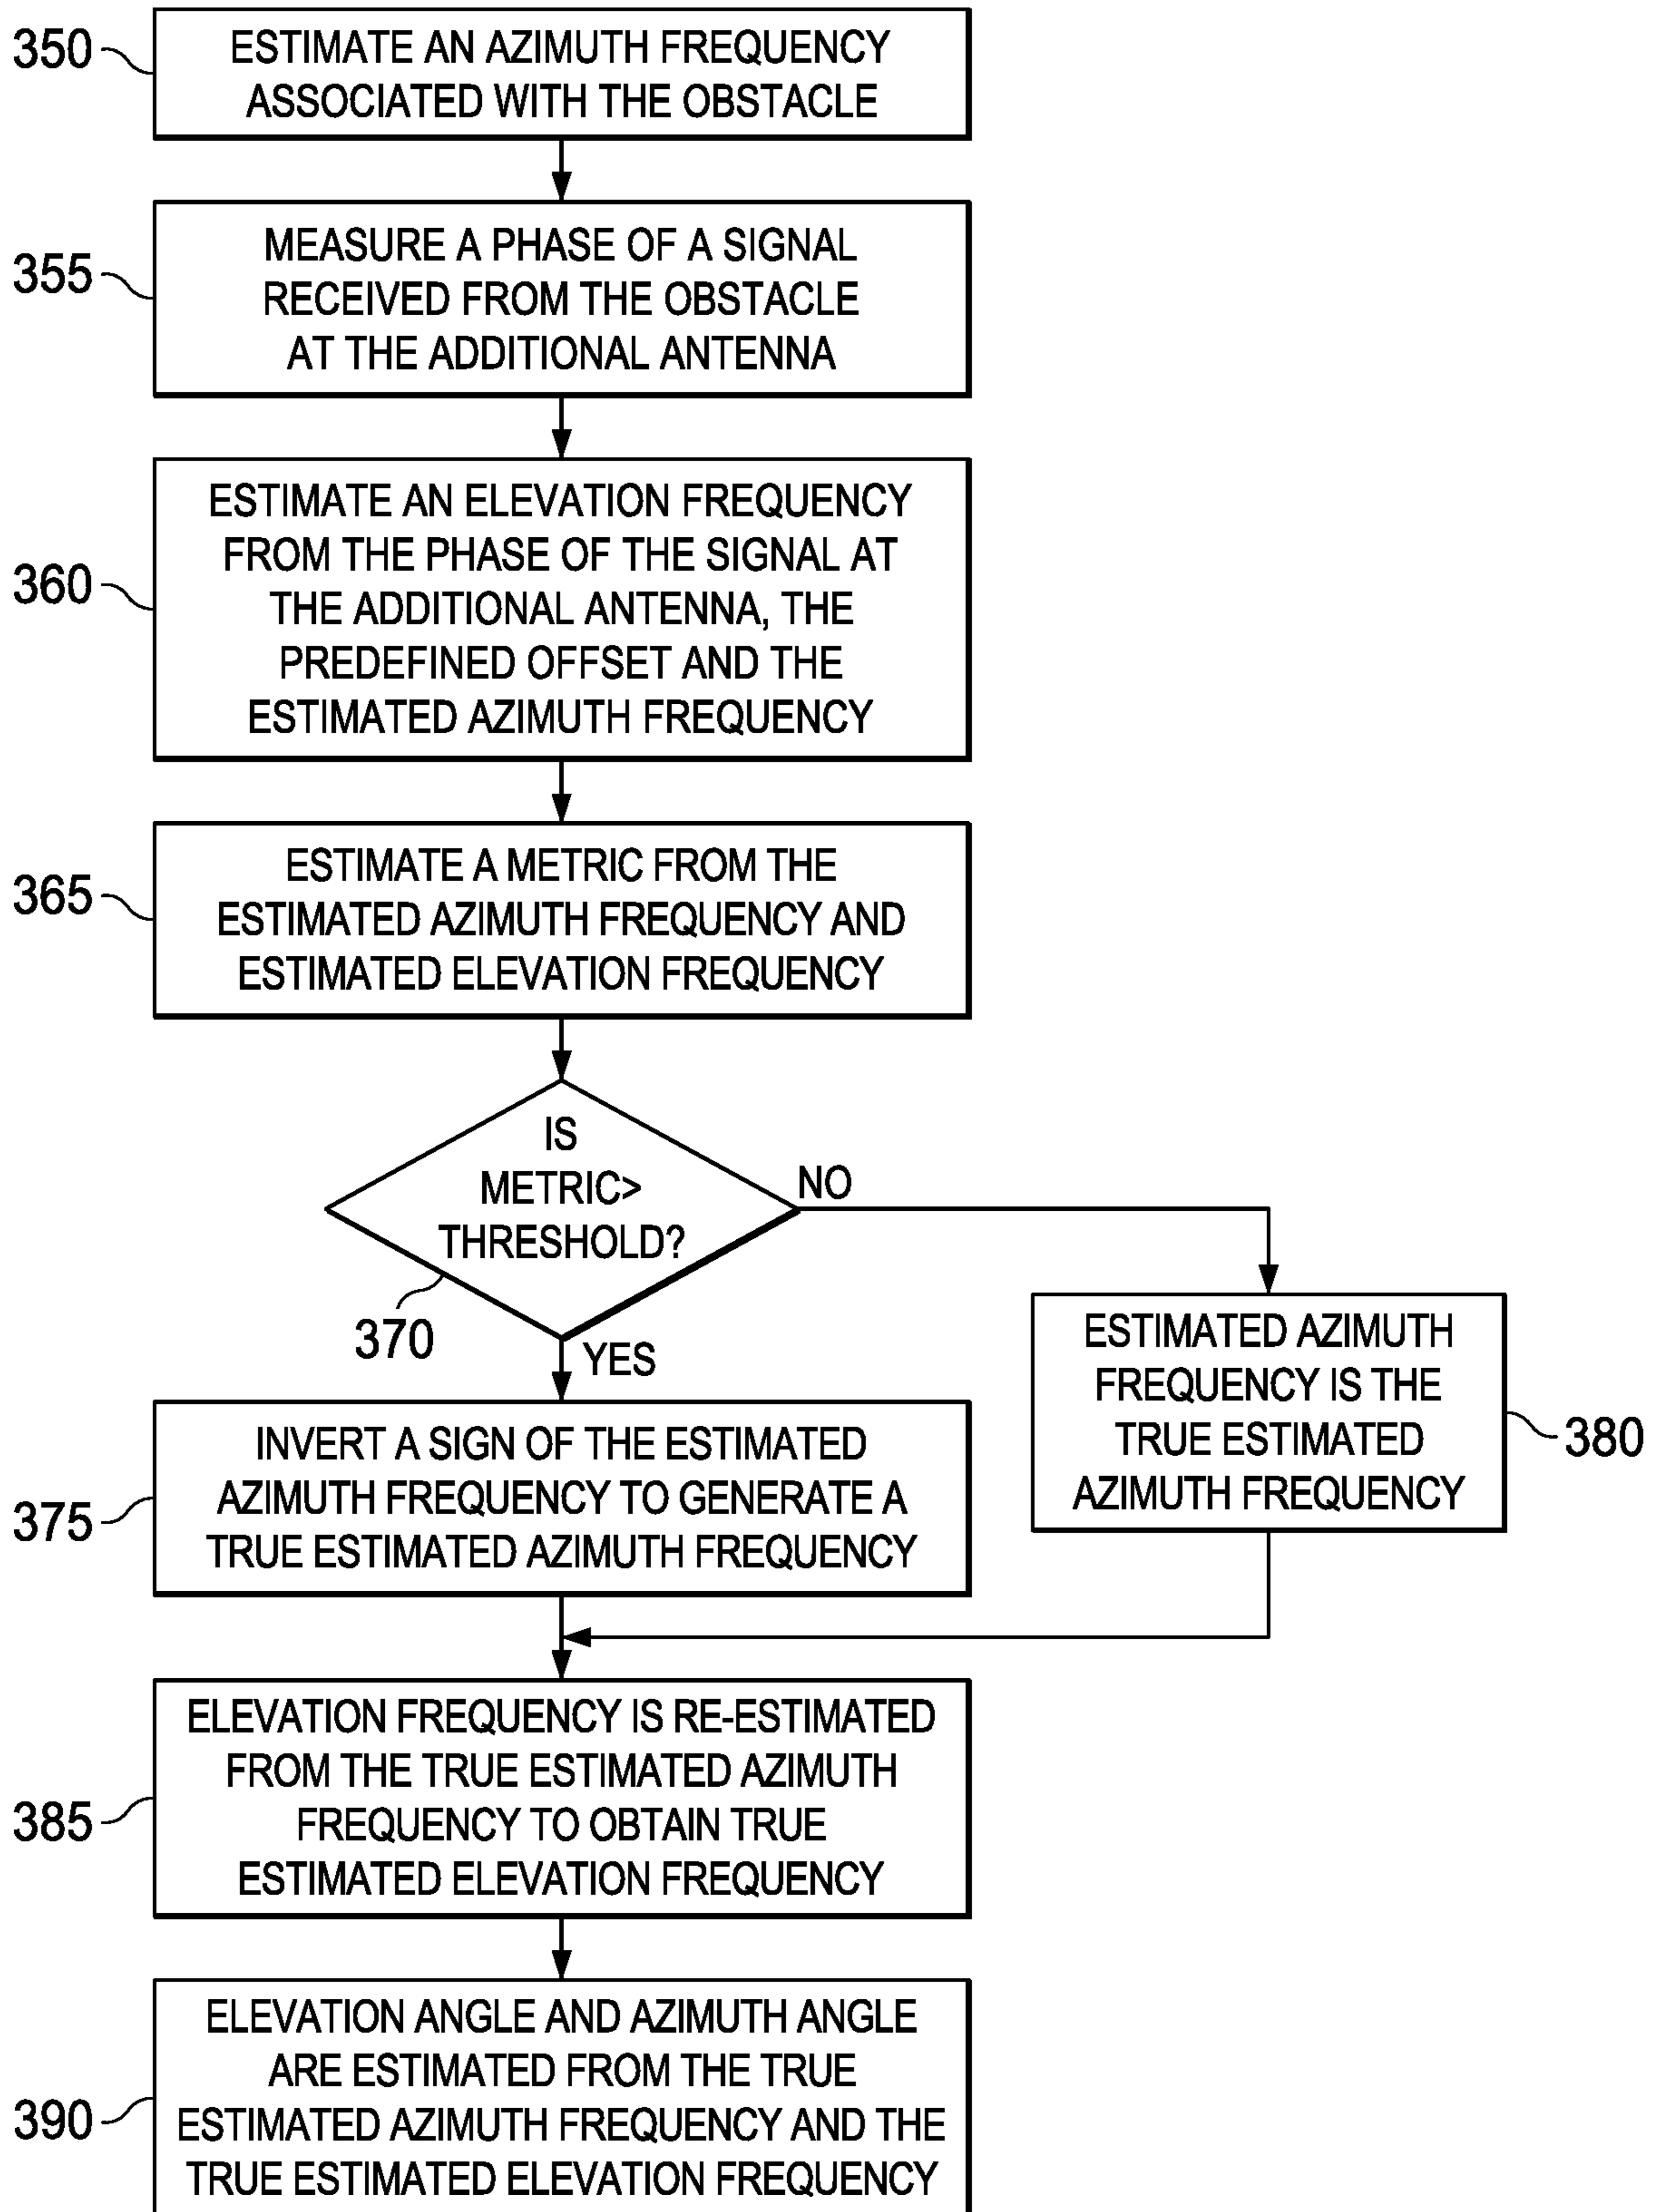 350
ESTIMATE AN AZIMUTH FREQUENCY
ASSOCIATED WITH THE OBSTACLE
355
MEASURE A PHASE OF A SIGNAL
RECEIVED FROM THE OBSTACLE
AT THE ADDITIONAL ANTENNA
360
ESTIMATE AN ELEVATION FREQUENCY
FROM THE PHASE OF THE SIGNAL AT
THE ADDITIONAL ANTENNA, THE
PREDEFINED OFFSET AND THE
ESTIMATED AZIMUTH FREQUENCY
365
ESTIMATE A METRIC FROM THE
ESTIMATED AZIMUTH FREQUENCY AND
ESTIMATED ELEVATION FREQUENCY
IS
METRIC>
THRESHOLD?
370
NO
YES
ESTIMATED AZIMUTH
FREQUENCY IS THE
TRUE ESTIMATED
AZIMUTH FREQUENCY
380
375
INVERT A SIGN OF THE ESTIMATED
AZIMUTH FREQUENCY TO GENERATE A
TRUE ESTIMATED AZIMUTH FREQUENCY
385
ELEVATION FREQUENCY IS RE-ESTIMATED
FROM THE TRUE ESTIMATED AZIMUTH
FREQUENCY TO OBTAIN TRUE
ESTIMATED ELEVATION FREQUENCY
390
ELEVATION ANGLE AND AZIMUTH ANGLE
ARE ESTIMATED FROM THE TRUE
ESTIMATED AZIMUTH FREQUENCY AND THE
TRUE ESTIMATED ELEVATION FREQUENCY